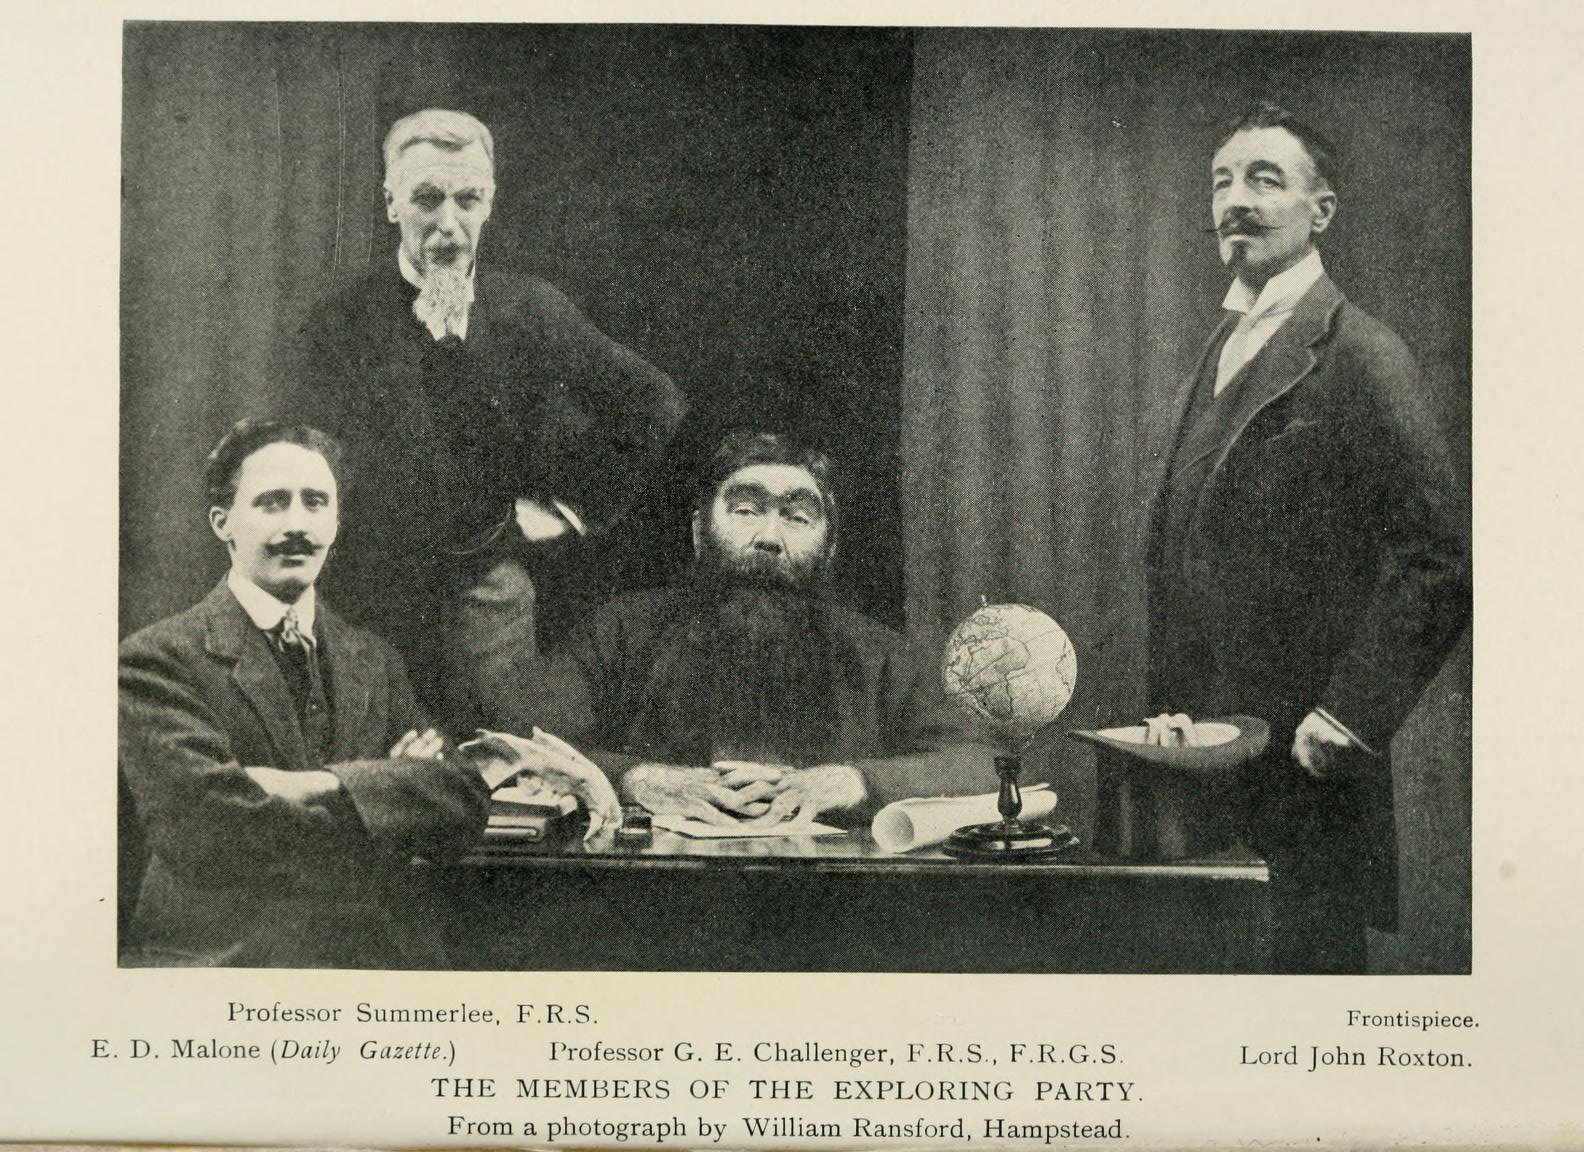 Professor Summerlee, F.R.S.
Frontispiece.
E. D. Malone (Daily Gazette.) Professor G. E. Challenger, F.R.S., F.R.G.S. Lord John Roxton.
THE MEMBERS OF THE EXPLORING PARTY.
From a photograph by William Ransford, Hampstead.